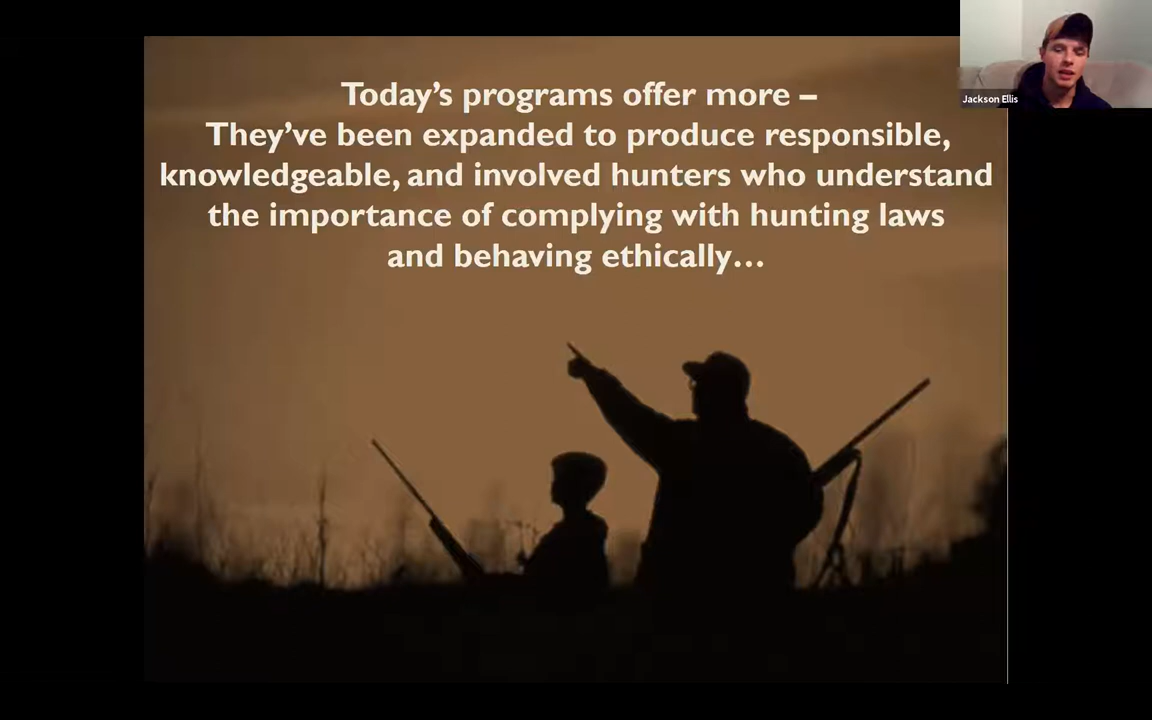 Today's programs offer more –
They've been expanded to produce responsible,
knowledgeable, and involved hunters who understand
the importance of complying with hunting laws
and behaving ethically…
Jackson Ellis